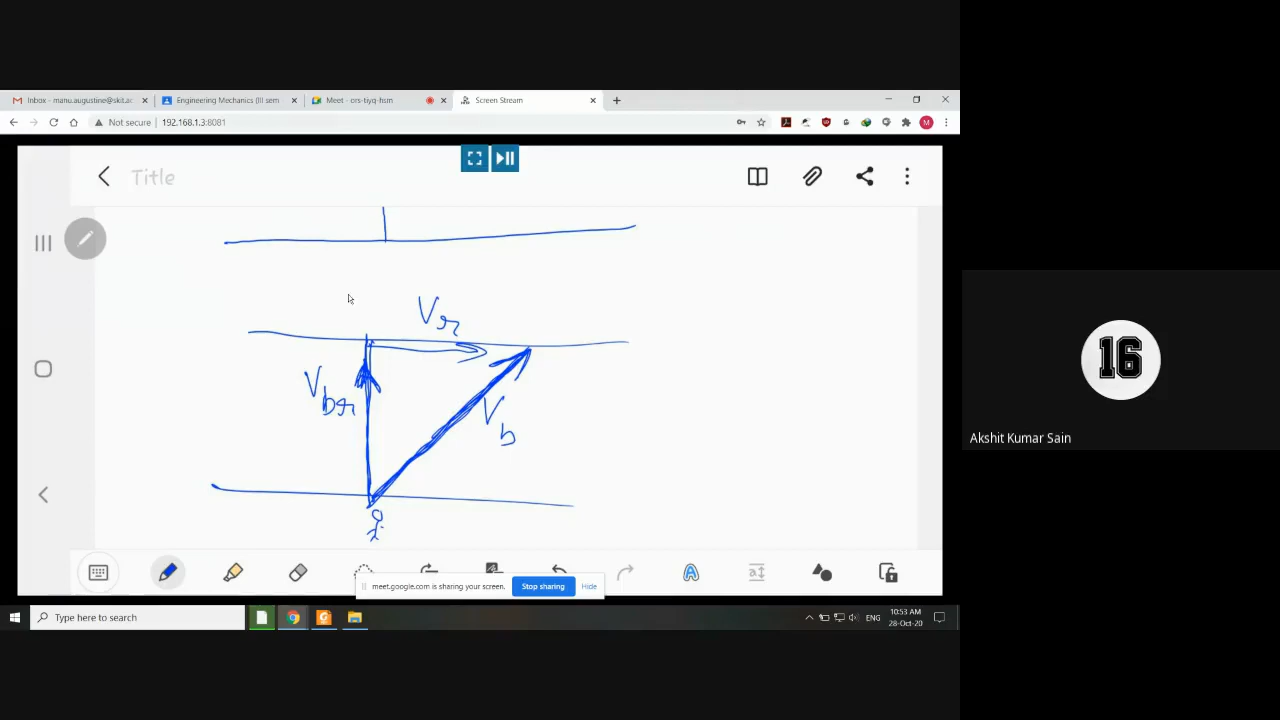 Inbox - manu.augustine@skit.ac
Engineering Mechanics (III sem
Meet - ors-tiyq-hsm
Screen Stream
Not secure | 192.168.1.3:8081
M
Title
Vr
Vbr
Vb
16
Akshit Kumar Sain
meet.google.com is sharing your screen.
Stop sharing
Hide
Type here to search
ENG
10:53 AM
28-Oct-20